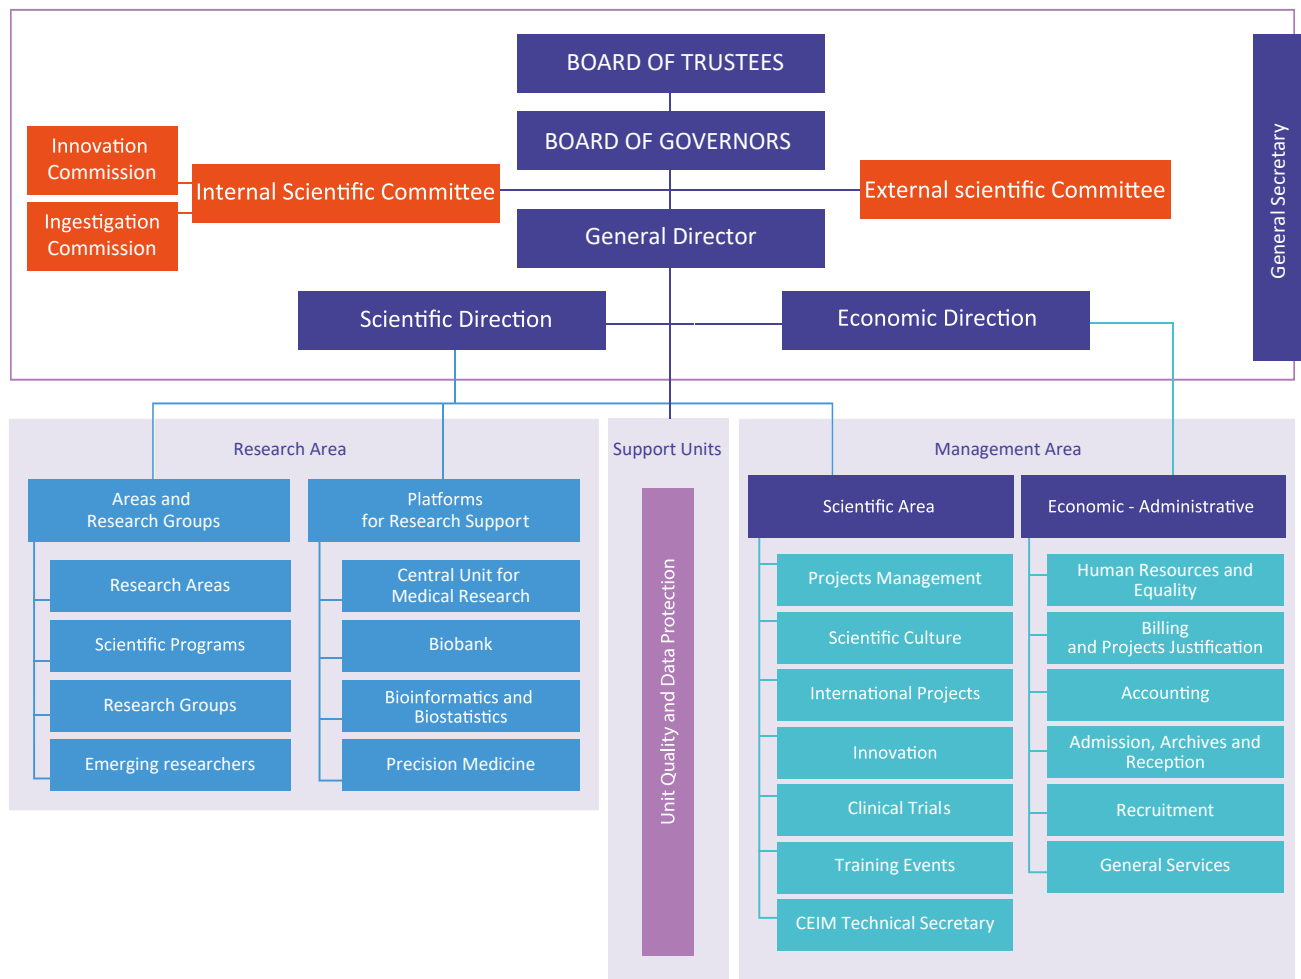 BOARD OF TRUSTEES
BOARD OF GOVERNORS
Innovation
Commission
Internal Scientific Committee
Ingestigation
Commission
External scientific Committee
General Director
General Secretary
Scientific Direction
Economic Direction
Research Area
Areas and
Research Groups
Research Areas
Scientific Programs
Research Groups
Emerging researchers
Platforms
for Research Support
Central Unit for
Medical Research
Biobank
Bioinformatics and
Biostatistics
Precision Medicine
Support Units
Unit Quality and Data Protection
Management Area
Scientific Area
Projects Management
Scientific Culture
International Projects
Innovation
Clinical Trials
Training Events
CEIM Technical Secretary
Economic - Administrative
Human Resources and
Equality
Billing
and Projects Justification
Accounting
Admission, Archives and
Reception
Recruitment
General Services